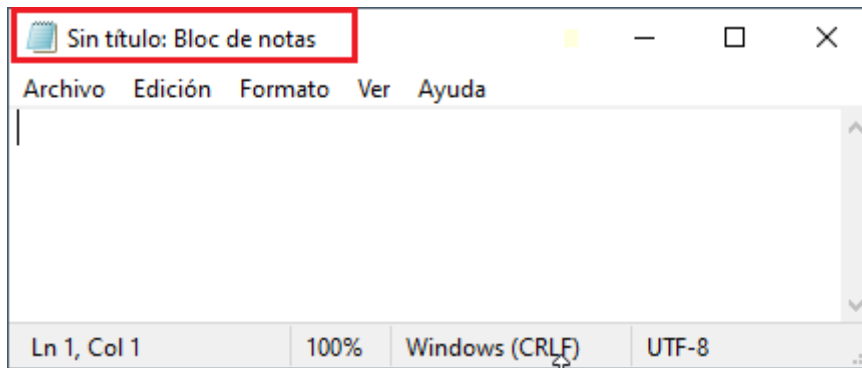 Sin título: Bloc de notas
Archivo Edición Formato Ver Ayuda
Ln 1, Col 1 100% Windows (CRLF) UTF-8